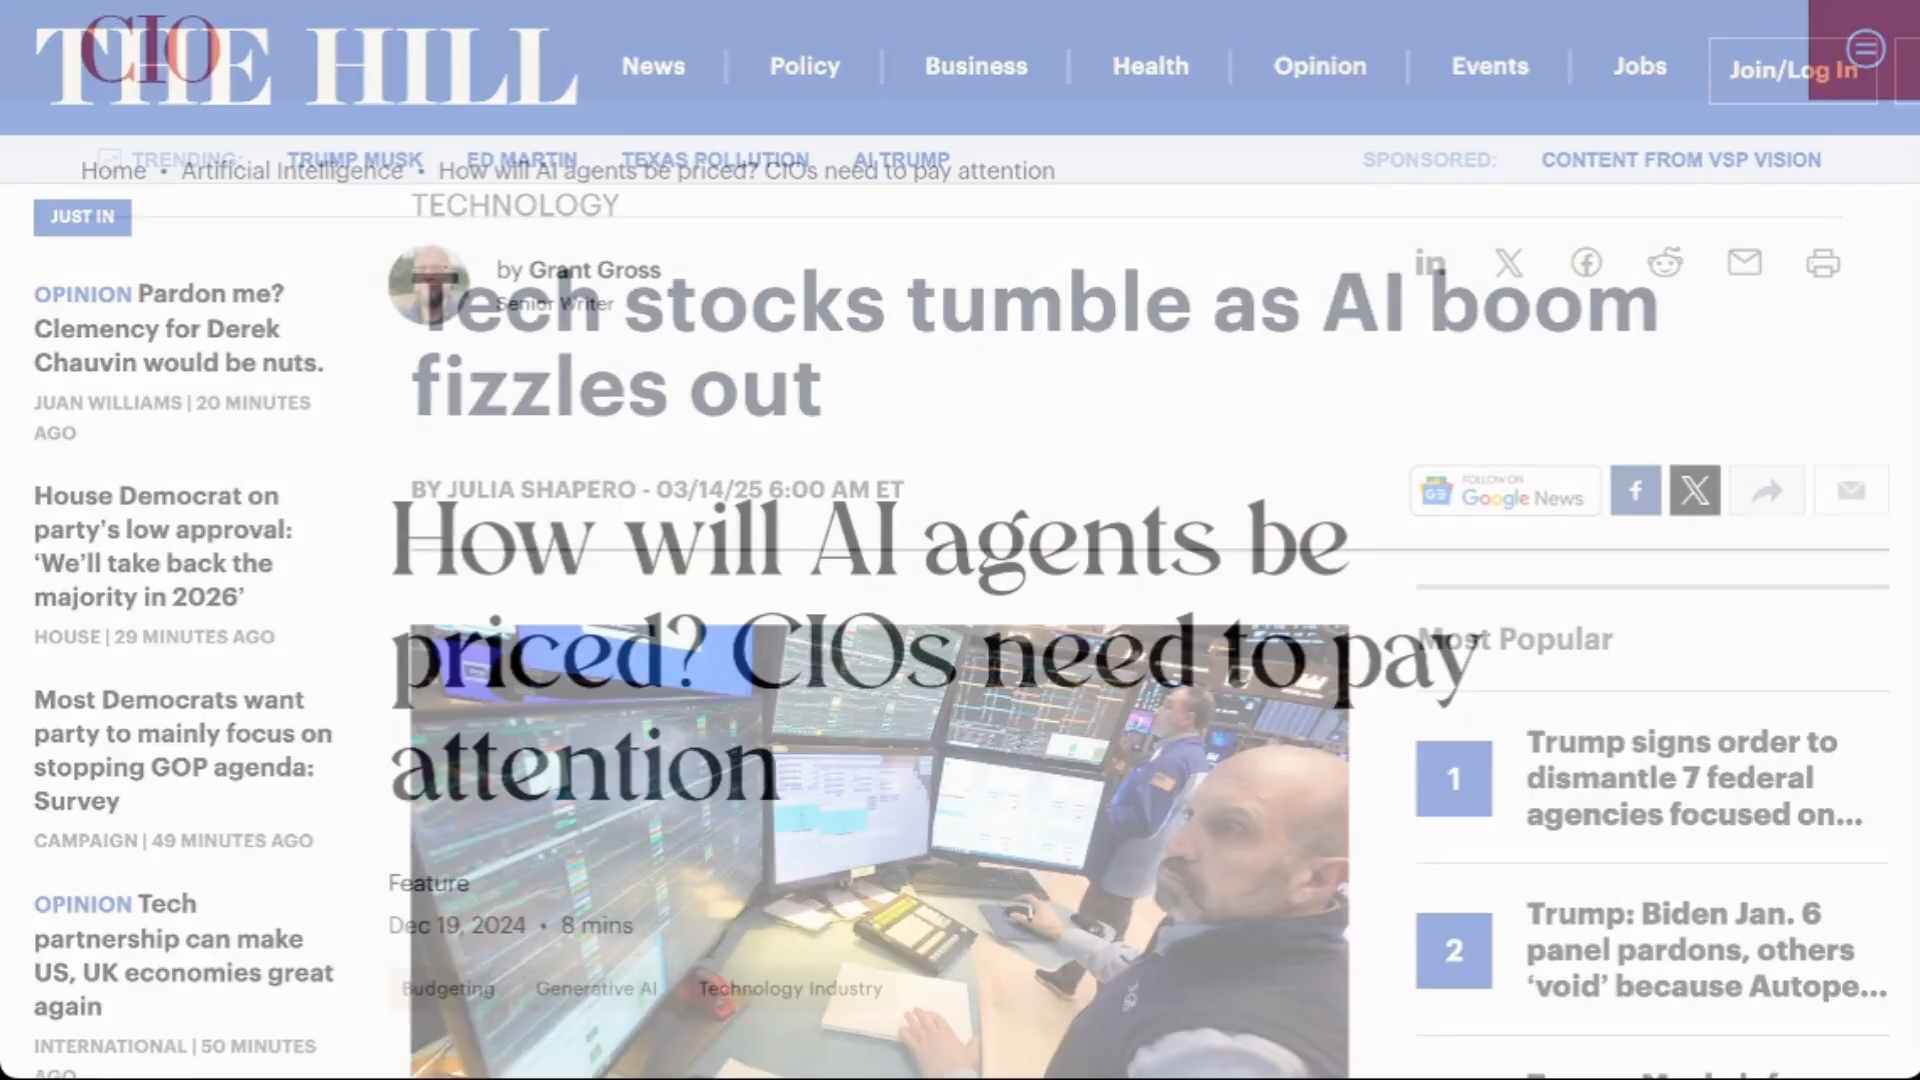 CIO
THE HILL
News
Policy
Business
Health
Opinion
Events
Jobs
Join/Log In
TRENDING:
TRUMP MUSK
ED MARTIN
TEXAS POLLUTION
AI TRUMP
SPONSORED:
CONTENT FROM VSP VISION
Home • Artificial Intelligence • How will AI agents be priced? CIOs need to pay attention
TECHNOLOGY
JUST IN
OPINION Pardon me?
Clemency for Derek
Chauvin would be nuts.
JUAN WILLIAMS | 20 MINUTES
AGO
House Democrat on
party's low approval:
‘We’ll take back the
majority in 2026’
HOUSE | 29 MINUTES AGO
Most Democrats want
party to mainly focus on
stopping GOP agenda:
Survey
CAMPAIGN | 49 MINUTES AGO
OPINION Tech
partnership can make
US, UK economies great
again
INTERNATIONAL | 50 MINUTES
AGO
by Grant Gross
Senior Writer
Tech stocks tumble as AI boom
fizzles out
BY JULIA SHAPERO - 03/14/25 6:00 AM ET
FOLLOW ON
Google News
How will AI agents be
priced? CIOs need to pay
attention
Feature
Dec 19, 2024 • 8 mins
Budgeting
Generative AI
Technology Industry
Most Popular
1
Trump signs order to
dismantle 7 federal
agencies focused on...
2
Trump: Biden Jan. 6
panel pardons, others
‘void’ because Autope...